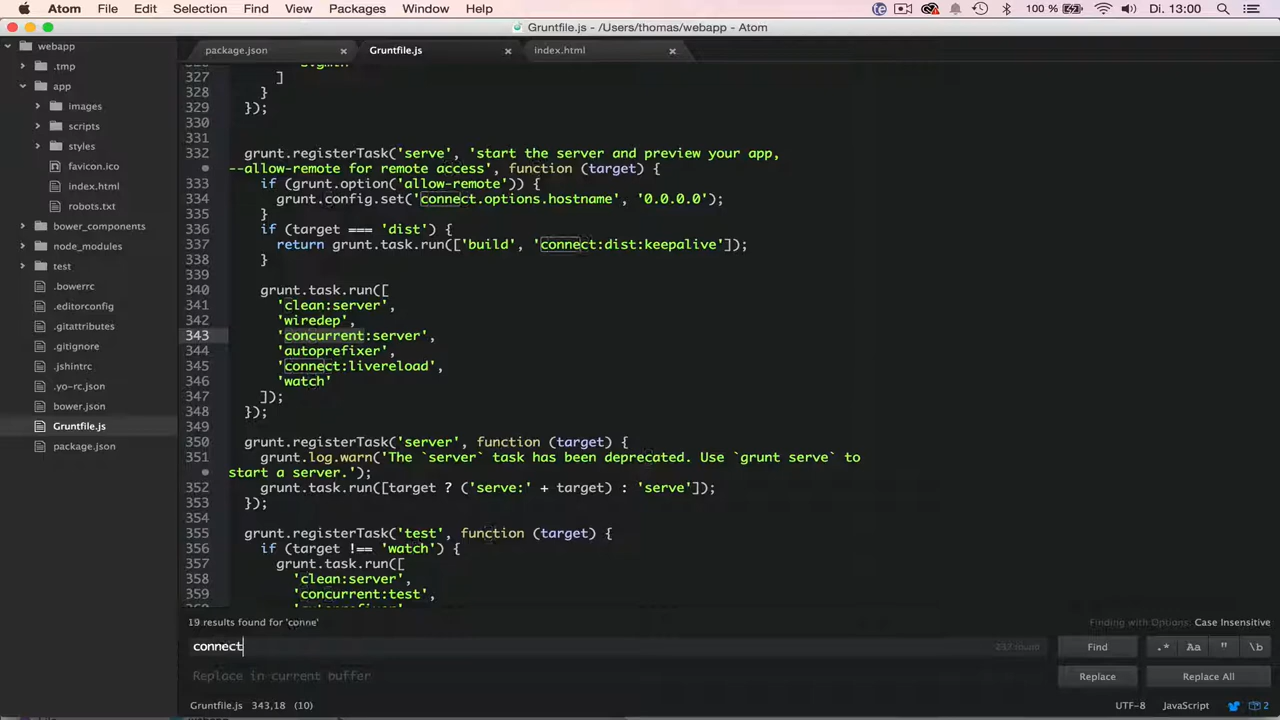 Atom File Edit Selection Find View Packages Window Help 100 % Di. 13:00
Gruntfile.js - /Users/thomas/webapp - Atom
webapp
.tmp
app
images
scripts
styles
favicon.ico
index.html
robots.txt
bower_components
node_modules
test
.bowerrc
.editorconfig
.gitattributes
.gitignore
.jshintrc
.yo-rc.json
bower.json
Gruntfile.js
package.json
package.json Gruntfile.js index.html
327 ]
328 }
329 });
330
331
332 grunt.registerTask('serve', 'start the server and preview your app,
--allow-remote for remote access', function (target) {
333 if (grunt.option('allow-remote')) {
334 grunt.config.set('connect.options.hostname', '0.0.0.0');
335 }
336 if (target === 'dist') {
337 return grunt.task.run(['build', 'connect:dist:keepalive']);
338 }
339
340 grunt.task.run([
341 'clean:server',
342 'wiredep',
343 'concurrent:server',
344 'autoprefixer',
345 'connect:livereload',
346 'watch'
347 ]);
348 });
349
350 grunt.registerTask('server', function (target) {
351 grunt.log.warn('The `server` task has been deprecated. Use `grunt serve` to
start a server.');
352 grunt.task.run([target ? ('serve:' + target) : 'serve']);
353 });
354
355 grunt.registerTask('test', function (target) {
356 if (target !== 'watch') {
357 grunt.task.run([
358 'clean:server',
359 'concurrent:test',
19 results found for 'conne' Finding with Options: Case Insensitive
connect 237 found Find .* Aa " \b
Replace in current buffer Replace Replace All
Gruntfile.js 343,18 (10) UTF-8 JavaScript 2